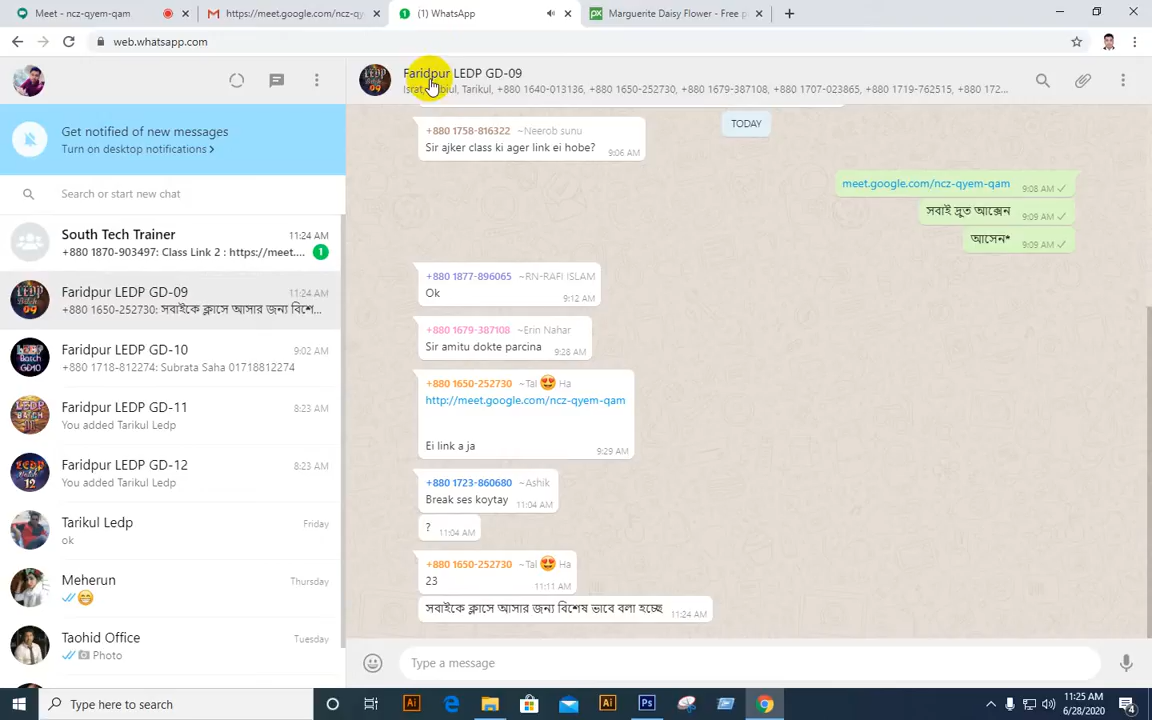 Meet - ncz-qyem-qam
https://meet.google.com/ncz-qy
(1) WhatsApp
Marguerite Daisy Flower - Free p
web.whatsapp.com
Faridpur LEDP GD-09
Tarikul, +880 1640-013136, +880 1650-252730, +880 1679-387108, +880 1707-023865, +880 1719-762515, +880 172...
Get notified of new messages
Turn on desktop notifications >
Search or start new chat
South Tech Trainer 11:24 AM
+880 1870-903497: Class Link 2 : https://meet.... 1
Faridpur LEDP GD-09 11:24 AM
+880 1650-252730: সবাইকে ক্লাসে আসার জন্য বিশে...
Faridpur LEDP GD-10 9:02 AM
+880 1718-812274: Subrata Saha 01718812274
Faridpur LEDP GD-11 8:23 AM
You added Tarikul Ledp
Faridpur LEDP GD-12 8:23 AM
You added Tarikul Ledp
Tarikul Ledp Friday
ok
Meherun Thursday
😁
Taohid Office Tuesday
Photo
TODAY
+880 1758-816322 ~Neerob sunu
Sir ajker class ki ager link ei hobe? 9:06 AM
meet.google.com/ncz-qyem-qam 9:08 AM
সবাই দ্রুত আক্সেন 9:09 AM
আসেন* 9:09 AM
+880 1877-896065 ~RN-RAFI ISLAM
Ok 9:12 AM
+880 1679-387108 ~Erin Nahar
Sir amitu dokte parcina 9:28 AM
+880 1650-252730 ~Tal 😍 Ha
http://meet.google.com/ncz-qyem-qam
Ei link a ja 9:29 AM
+880 1723-860680 ~Ashik
Break ses koytay 11:04 AM
? 11:04 AM
+880 1650-252730 ~Tal 😍 Ha
23 11:11 AM
সবাইকে ক্লাসে আসার জন্য বিশেষ ভাবে বলা হচ্ছে 11:24 AM
Type a message
Type here to search
11:25 AM
6/28/2020
4